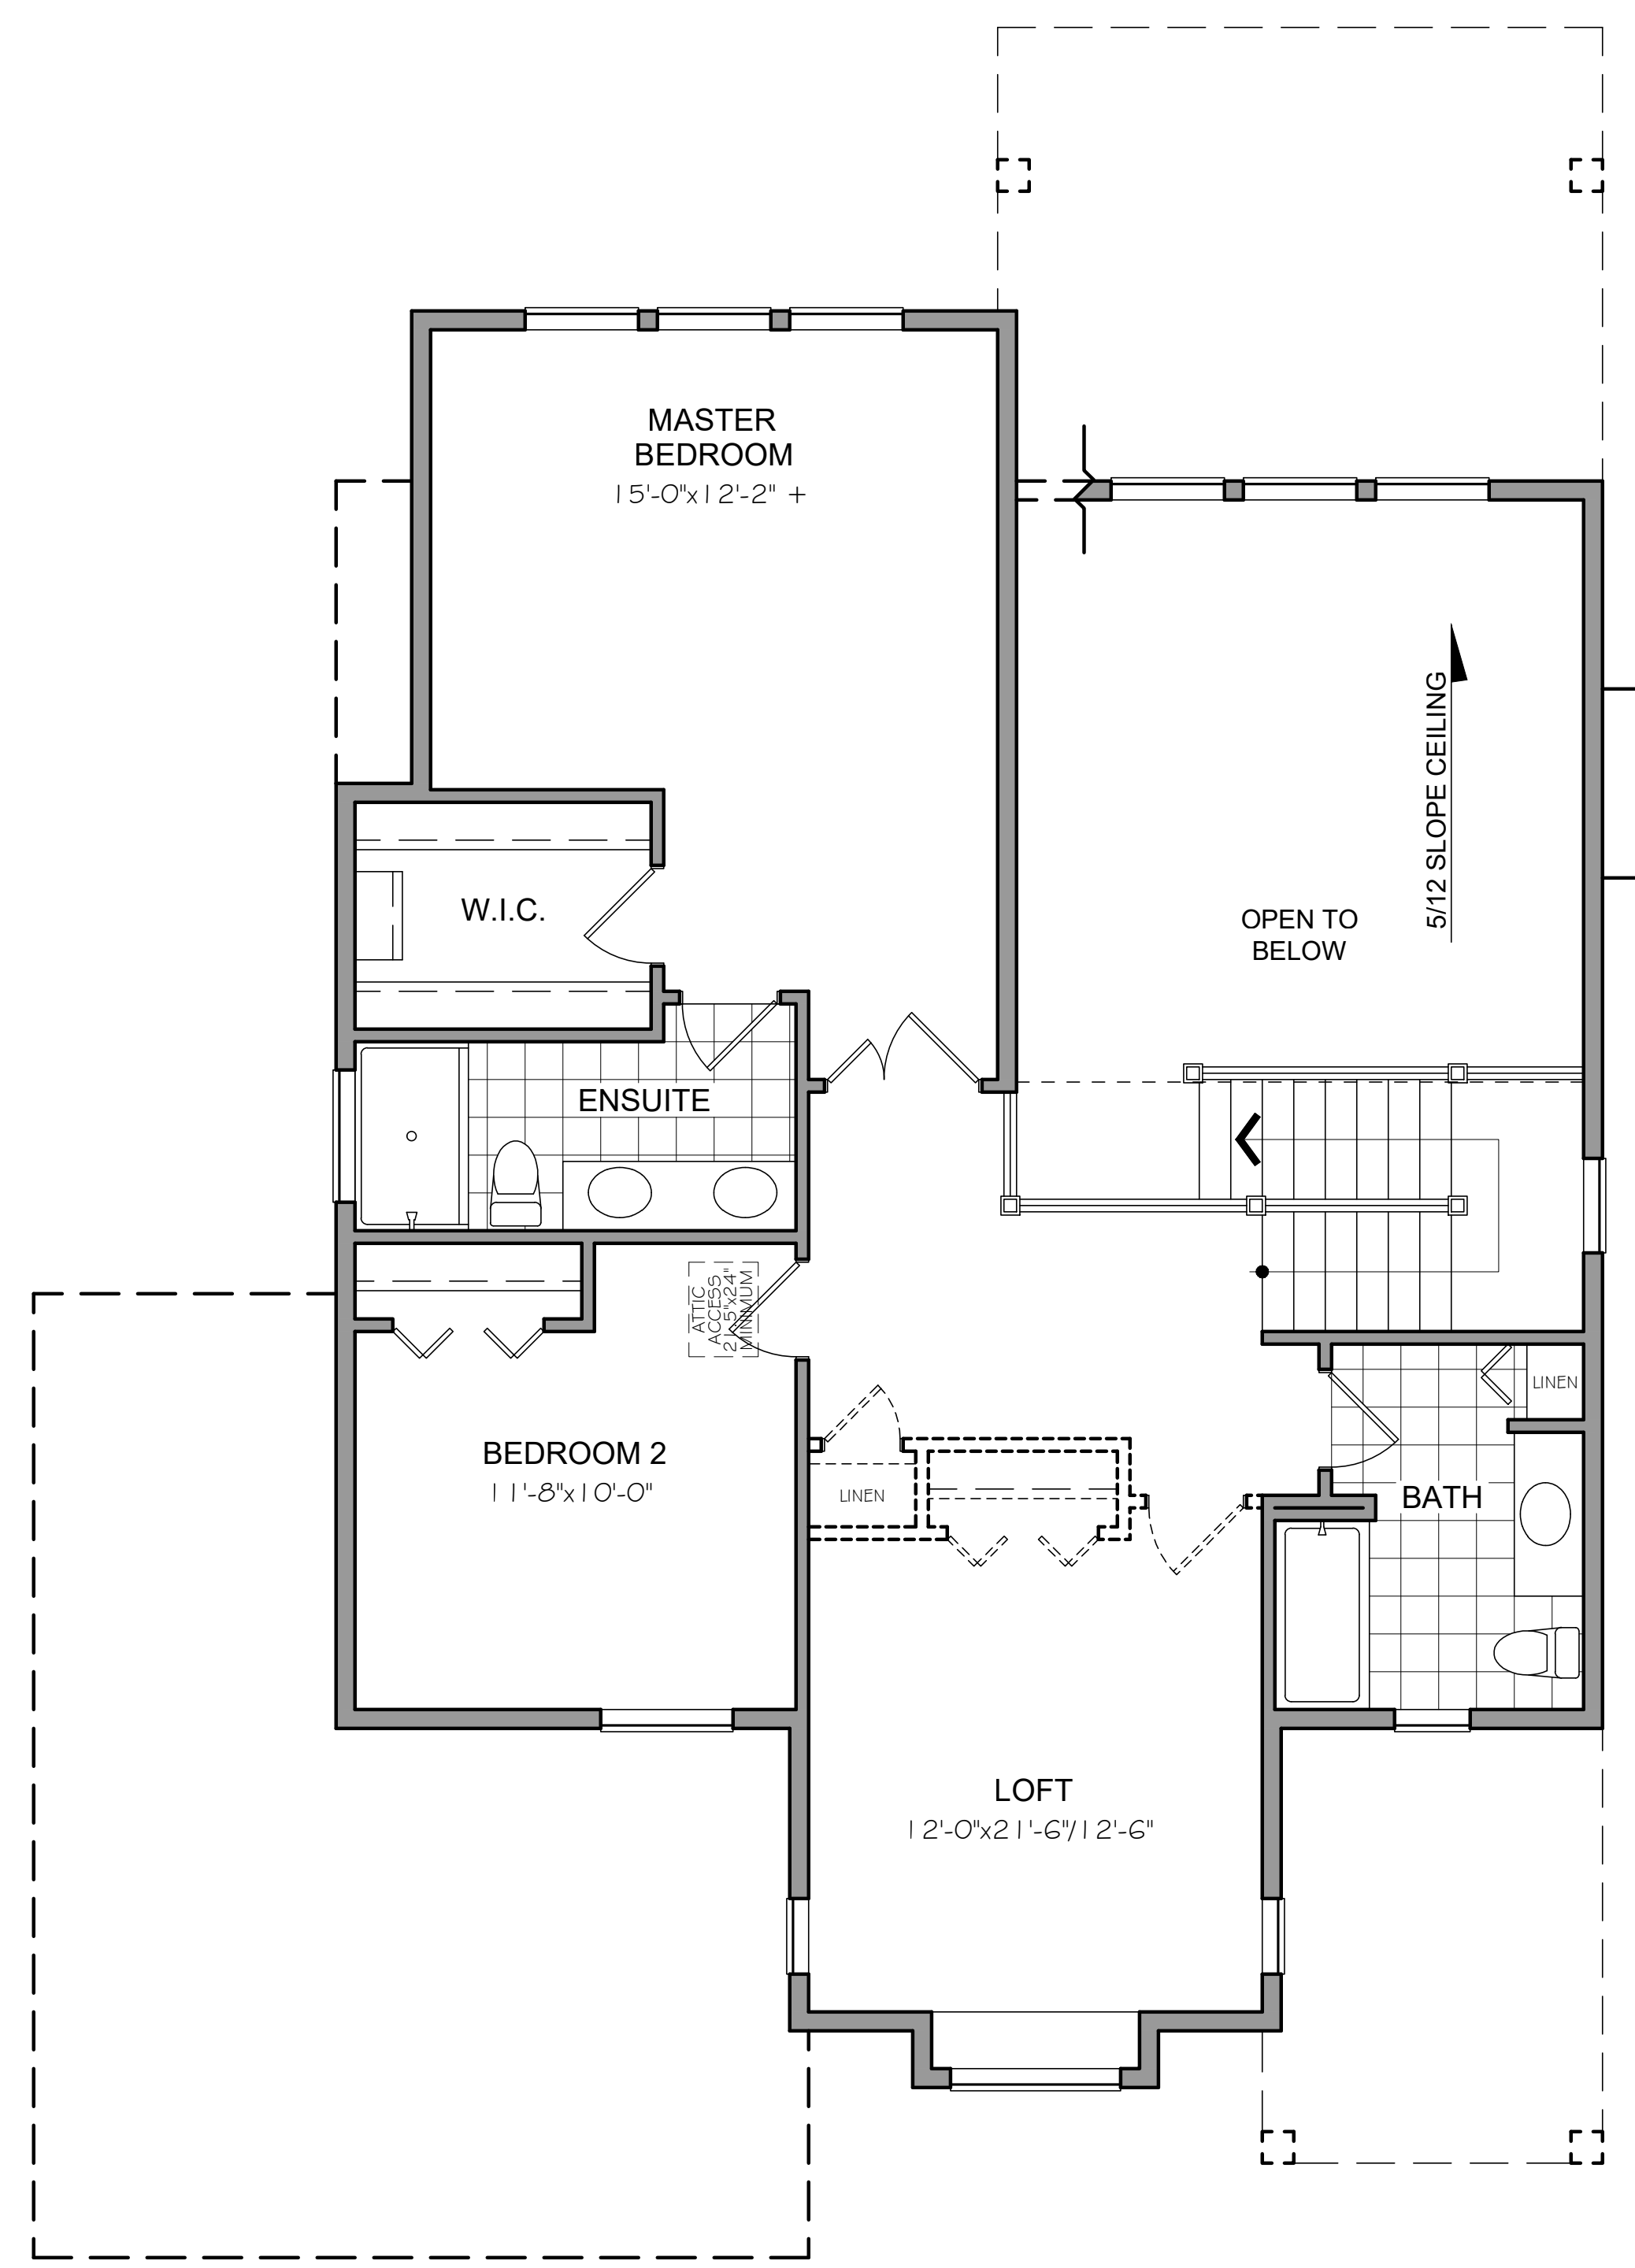 MASTER
BEDROOM
15'-0"x12'-2" +
5/12 SLOPE CEILING
W.I.C.
OPEN TO
BELOW
ENSUITE
ATTIC
ACCESS
21.5"x24"
MINIMUM
LINEN
BEDROOM 2
11'-8"x10'-0"
LINEN
BATH
LOFT
12'-0"x21'-6"/12'-6"